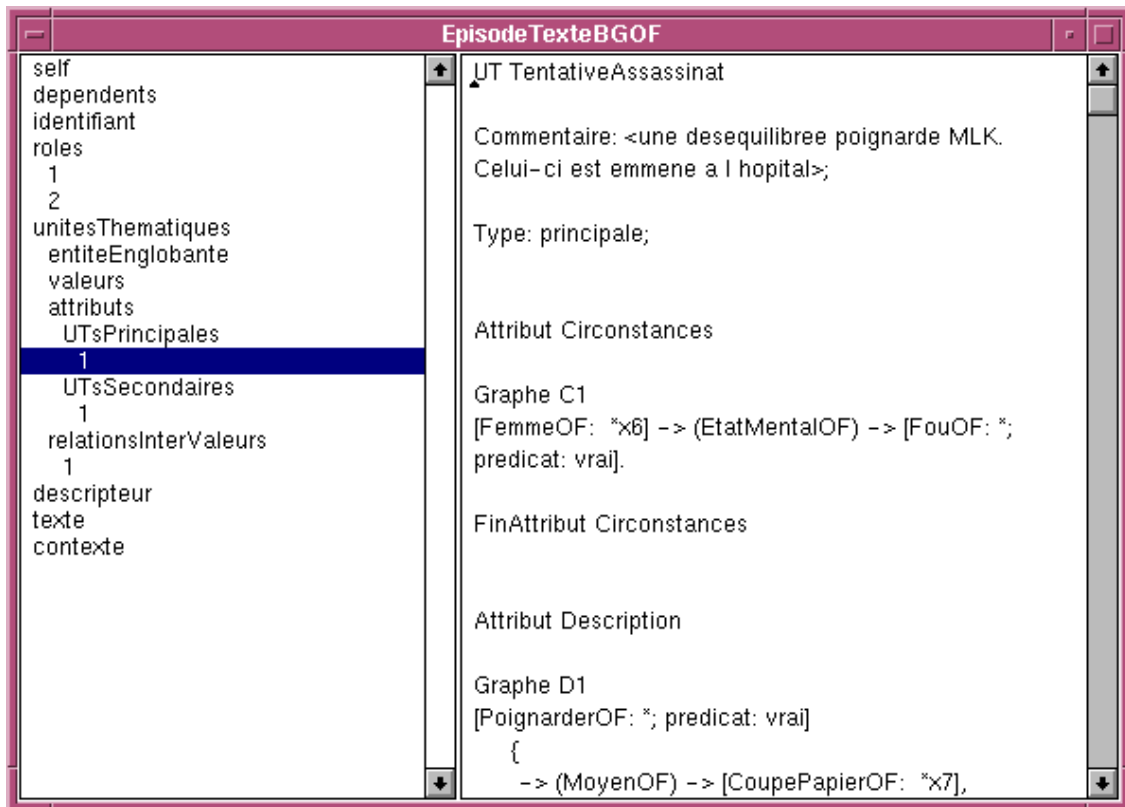 EpisodeTexteBGOF
self
dependents
identifiant
roles
1
2
unitesThematiques
entiteEnglobante
valeurs
attributs
UTsPrincipales
1
UTsSecondaires
1
relationsInterValeurs
1
descripteur
texte
contexte
UT TentativeAssassinat
Commentaire: <une desequilibree poignarde MLK.
Celui-ci est emmene a l hopital>;
Type: principale;
Attribut Circonstances
Graphe C1
[FemmeOF:  *x6] -> (EtatMentalOF) -> [FouOF: *;
predicat: vrai].
FinAttribut Circonstances
Attribut Description
Graphe D1
[PoignarderOF: *; predicat: vrai]
{
-> (MoyenOF) -> [CoupePapierOF:  *x7],